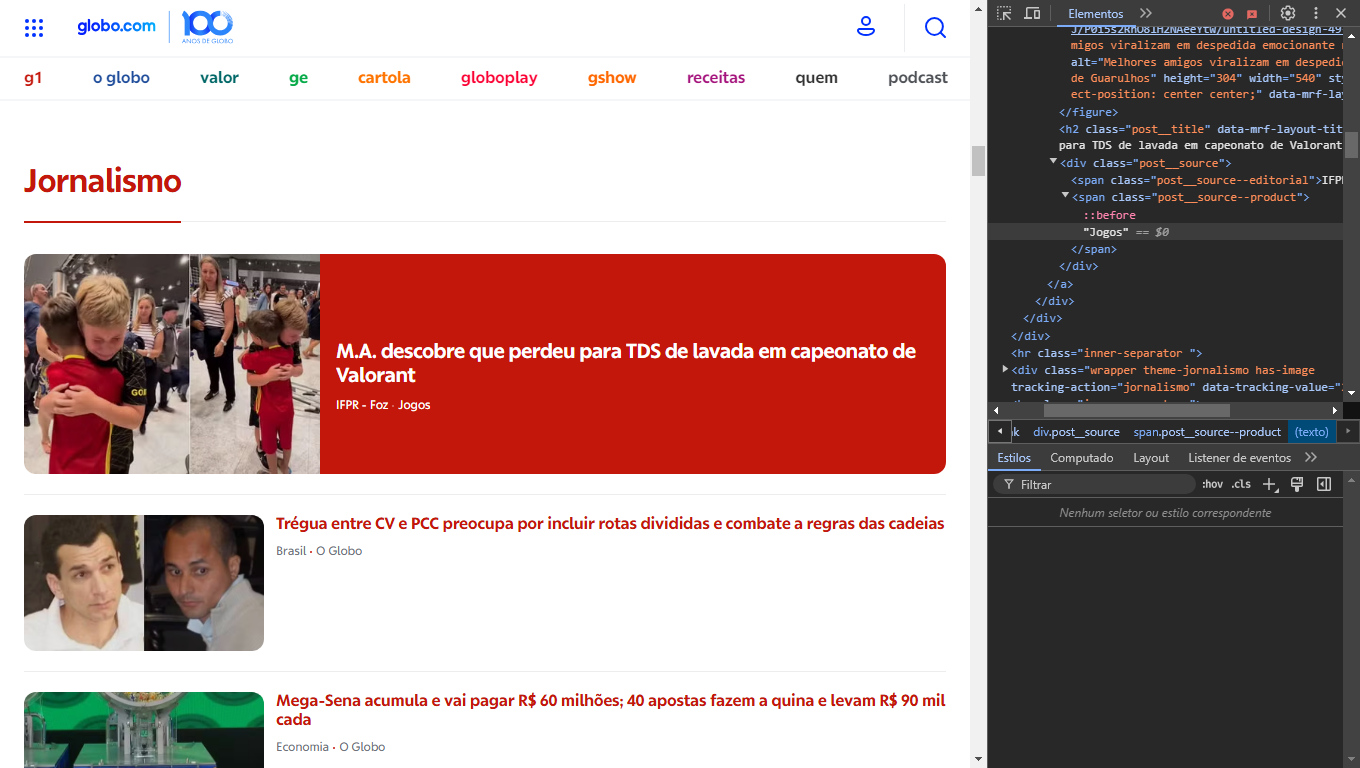 globo.com
100
ANOS DE GLOBO
g1 o globo valor ge cartola globoplay gshow receitas quem podcast
Jornalismo
M.A. descobre que perdeu para TDS de lavada em capeonato de
Valorant
IFPR - Foz · Jogos
Trégua entre CV e PCC preocupa por incluir rotas divididas e combate a regras das cadeias
Brasil • O Globo
Mega-Sena acumula e vai pagar R$ 60 milhões; 40 apostas fazem a quina e levam R$ 90 mil
cada
Economia • O Globo
Elementos
migos viralizam em despedida emocionante
alt="Melhores amigos viralizam em despedi
de Guarulhos" height="304" width="540" sty
ect-position: center center;" data-mrf-lay
</figure>
<h2 class="post__title" data-mrf-layout-tit
para TDS de lavada em capeonato de Valorant
<div class="post__source">
<span class="post__source--editorial">IFPR
<span class="post__source--product">
::before
"Jogos" == $0
</span>
</div>
</a>
</div>
</div>
</div>
<hr class="inner-separator ">
<div class="wrapper theme-jornalismo has-image
tracking-action="jornalismo" data-tracking-value="
nk div.post__source span.post__source--product (texto)
Estilos Computado Layout Listener de eventos
Filtrar :hov .cls
Nenhum seletor ou estilo correspondente